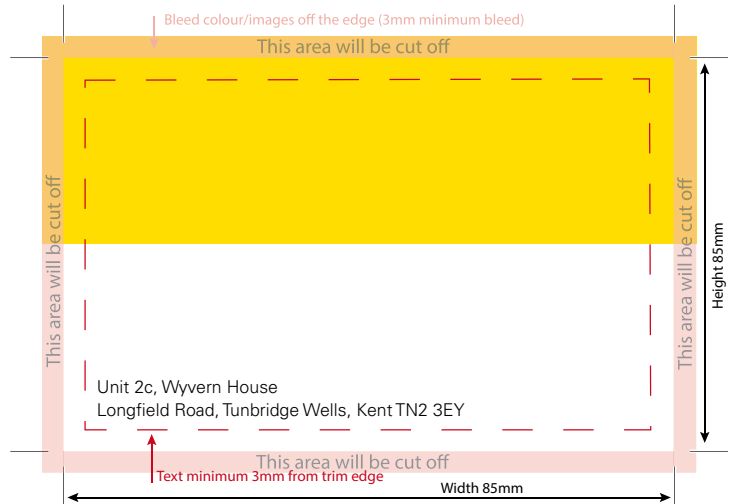 Bleed colour/images off the edge (3mm minimum bleed)
This area will be cut off
This area will be cut off
This area will be cut off
Height 85mm
Unit 2c, Wyvern House
Longfield Road, Tunbridge Wells, Kent TN2 3EY
This area will be cut off
Text minimum 3mm from trim edge
Width 85mm